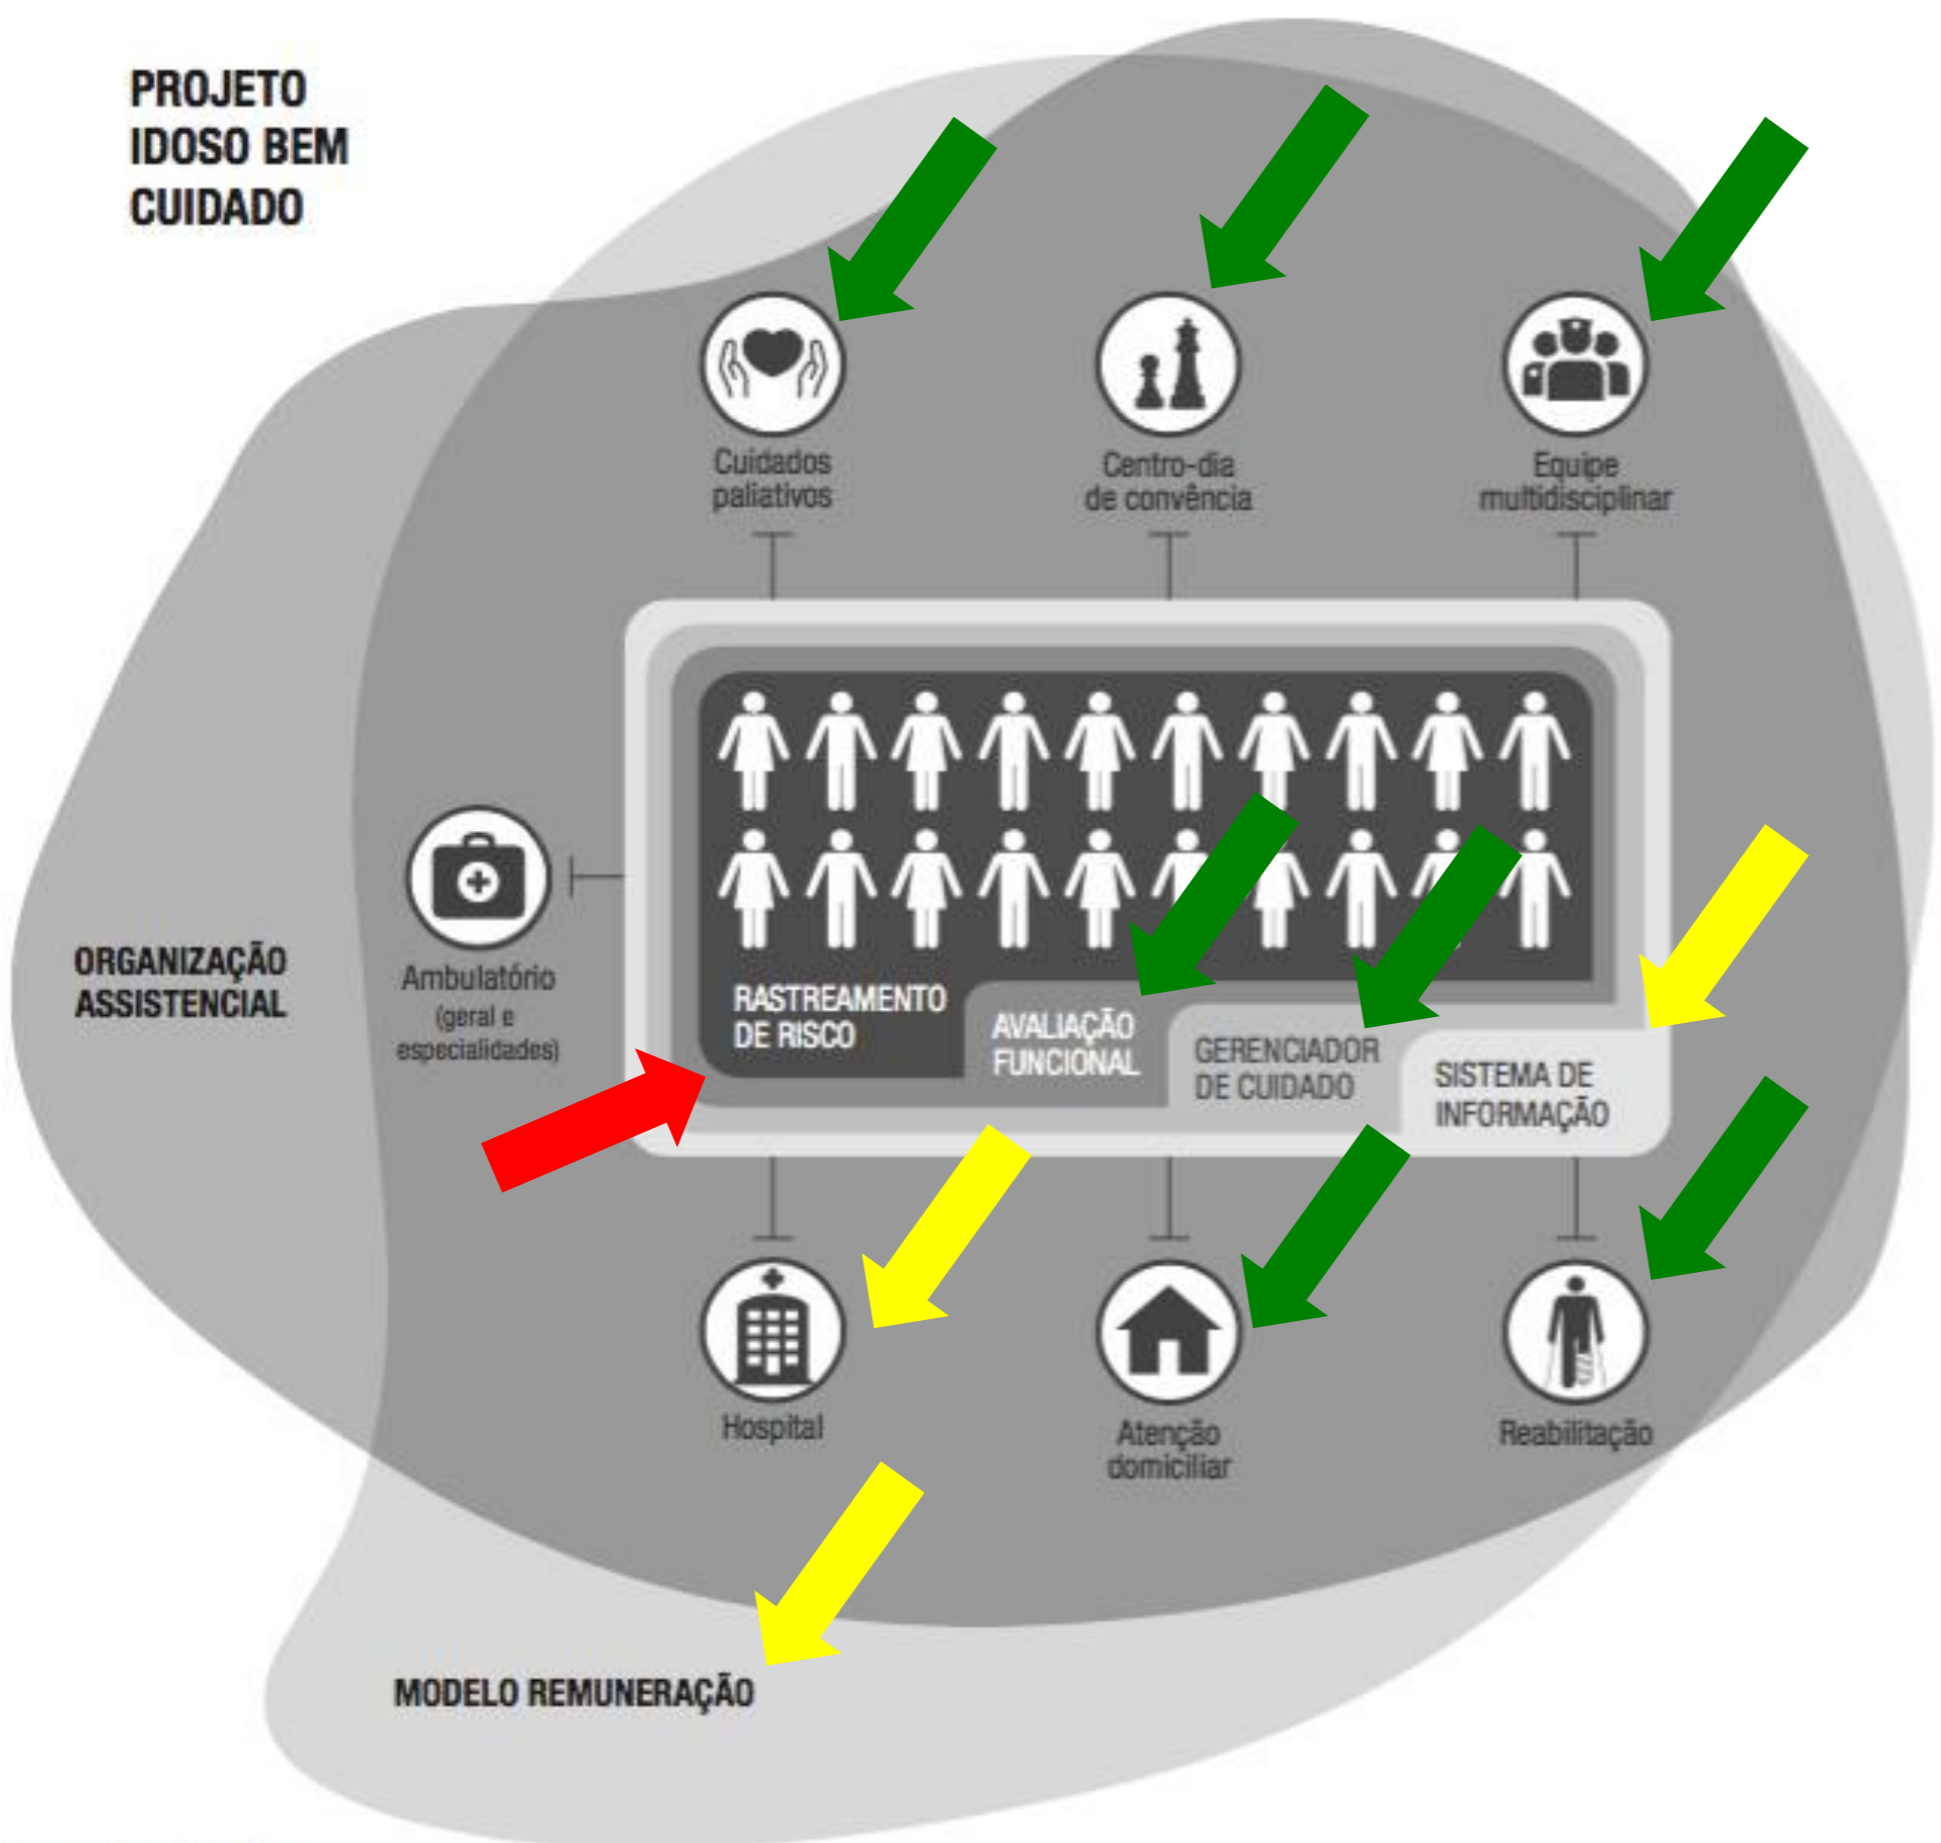 PROJETO
IDOSO BEM
CUIDADO
Cuidados
paliativos
Centro-dia
de convência
Equipe
multidisciplinar
ORGANIZAÇÃO
ASSISTENCIAL
Ambulatório
(geral e
especialidades)
RASTREAMENTO
DE RISCO
AVALIAÇÃO
FUNCIONAL
GERENCIADOR
DE CUIDADO
SISTEMA DE
INFORMAÇÃO
Hospital
Atenção
domiciliar
Reabilitação
MODELO REMUNERAÇÃO